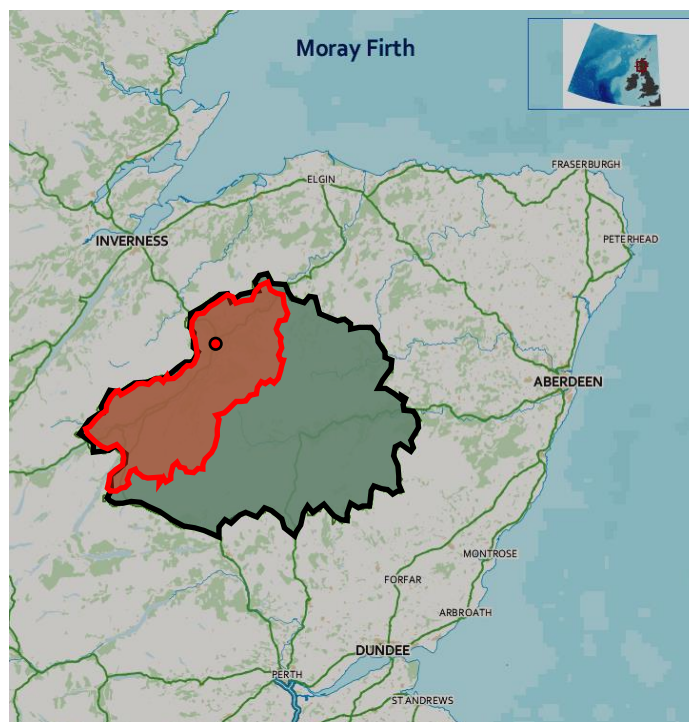 Moray Firth
FRASERBURGH
ELGIN
INVERNESS
PETERHEAD
ABERDEEN
MONTROSE
FORFAR
ARBROATH
DUNDEE
PERTH
ST ANDREWS